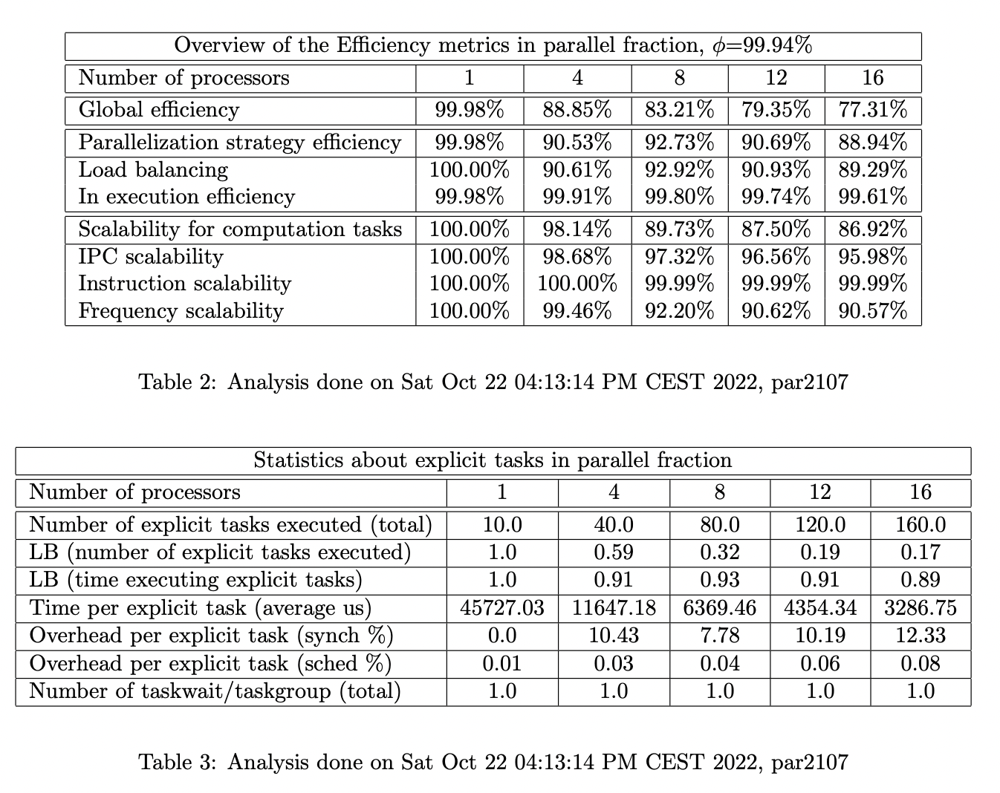 Overview of the Efficiency metrics in parallel fraction, ϕ=99.94%
Number of processors 1 4 8 12 16
Global efficiency 99.98% 88.85% 83.21% 79.35% 77.31%
Parallelization strategy efficiency 99.98% 90.53% 92.73% 90.69% 88.94%
Load balancing 100.00% 90.61% 92.92% 90.93% 89.29%
In execution efficiency 99.98% 99.91% 99.80% 99.74% 99.61%
Scalability for computation tasks 100.00% 98.14% 89.73% 87.50% 86.92%
IPC scalability 100.00% 98.68% 97.32% 96.56% 95.98%
Instruction scalability 100.00% 100.00% 99.99% 99.99% 99.99%
Frequency scalability 100.00% 99.46% 92.20% 90.62% 90.57%
Table 2: Analysis done on Sat Oct 22 04:13:14 PM CEST 2022, par2107
Statistics about explicit tasks in parallel fraction
Number of processors 1 4 8 12 16
Number of explicit tasks executed (total) 10.0 40.0 80.0 120.0 160.0
LB (number of explicit tasks executed) 1.0 0.59 0.32 0.19 0.17
LB (time executing explicit tasks) 1.0 0.91 0.93 0.91 0.89
Time per explicit task (average us) 45727.03 11647.18 6369.46 4354.34 3286.75
Overhead per explicit task (synch %) 0.0 10.43 7.78 10.19 12.33
Overhead per explicit task (sched %) 0.01 0.03 0.04 0.06 0.08
Number of taskwait/taskgroup (total) 1.0 1.0 1.0 1.0 1.0
Table 3: Analysis done on Sat Oct 22 04:13:14 PM CEST 2022, par2107